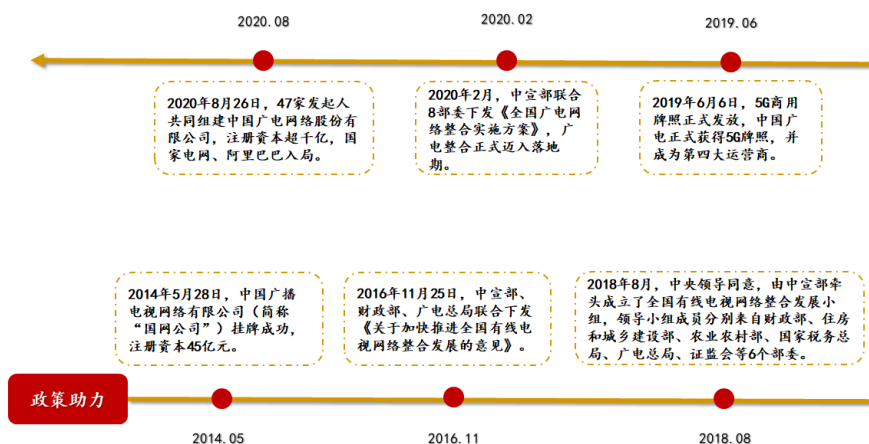 2020.08
2020.02
2019.06
2020年8月26日，47家发起人
共同组建中国广电网络股份有
限公司，注册资本超千亿，国
家电网、阿里巴巴入局。
2020年2月，中宣部联合
8部委下发《全国广电网
络整合实施方案》，广
电整合正式迈入落地
期。
2019年6月6日，5G商用
牌照正式发放，中国广
电正式获得5G牌照，并
成为第四大运营商。
2014年5月28日，中国广播
电视网络有限公司（简称
“国网公司”）挂牌成功，
注册资本45亿元。
2016年11月25日，中宣部、
财政部、广电总局联合下发
《关于加快推进全国有线电
视网络整合发展的意见》。
2018年8月，中央领导同意，由中宣部牵
头成立了全国有线电视网络整合发展小
组，领导小组成员分别来自财政部、住房
和城乡建设部、农业农村部、国家税务总
局、广电总局、证监会等6个部委。
政策助力
2014.05
2016.11
2018.08